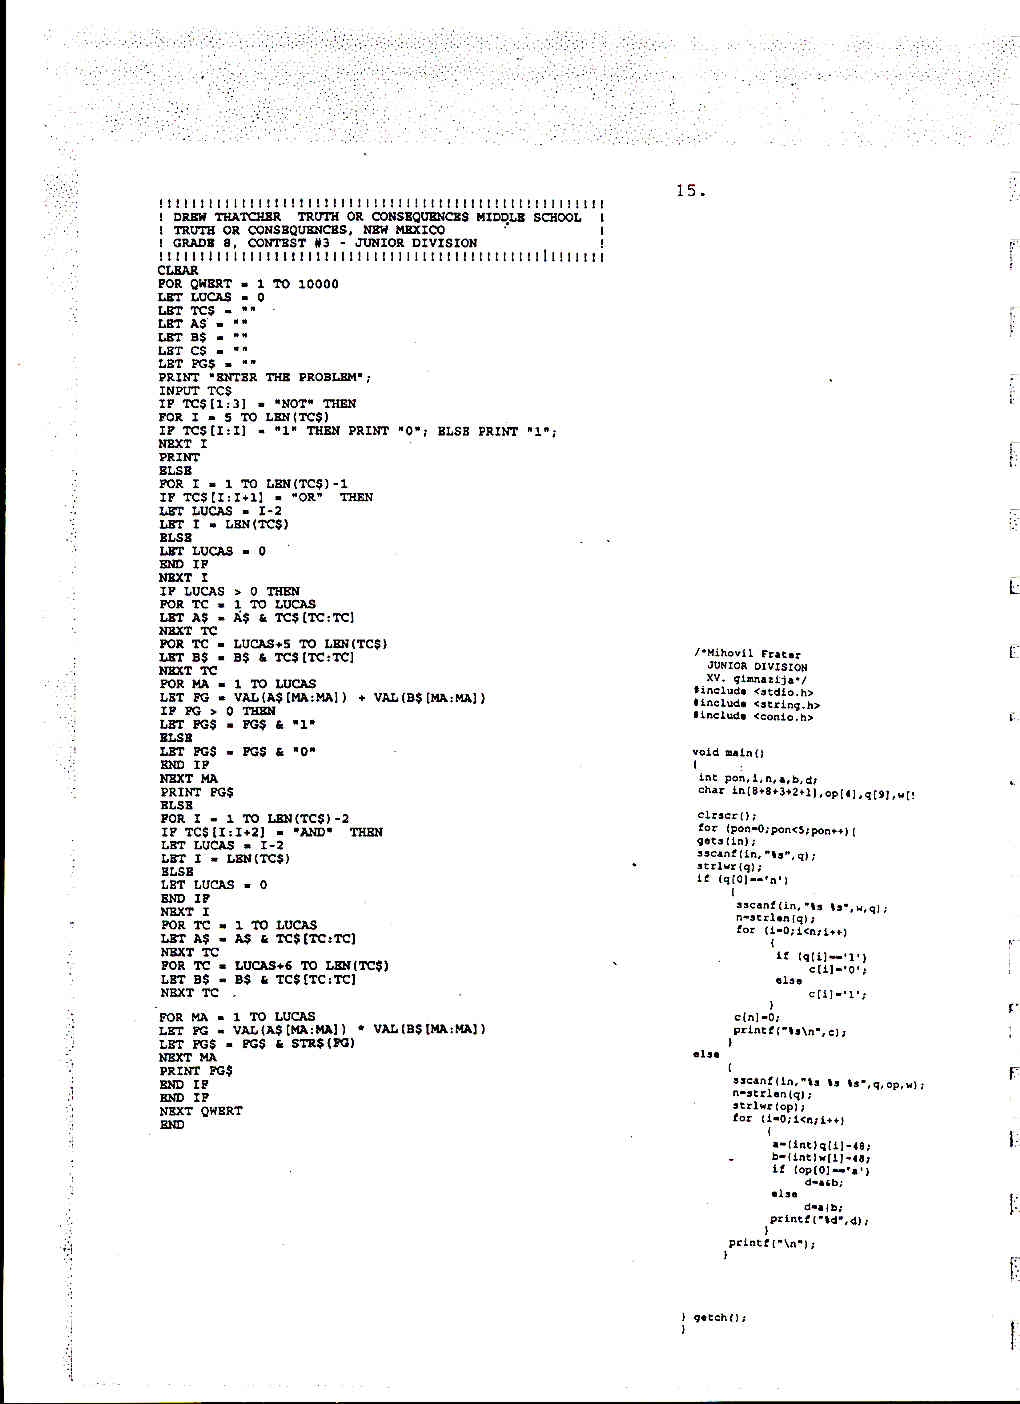 15.
!!!!!!!!!!!!!!!!!!!!!!!!!!!!!!!!!!!!!!!!!!!!!!!!!!!!!!!
! DREW THATCHER  TRUTH OR CONSEQUENCES MIDDLE SCHOOL  !
! TRUTH OR CONSEQUENCES, NEW MEXICO                   !
! GRADE 8, CONTEST #3 - JUNIOR DIVISION               !
!!!!!!!!!!!!!!!!!!!!!!!!!!!!!!!!!!!!!!!!!!!!!!!!!!!!!!!
CLEAR
FOR QWERT = 1 TO 10000
LET LUCAS = 0
LET TC$ = ""
LET A$ = ""
LET B$ = ""
LET C$ = ""
LET FG$ = ""
PRINT "ENTER THE PROBLEM";
INPUT TC$
IF TC$[1:3] = "NOT" THEN
FOR I = 5 TO LEN(TC$)
IF TC$[I:I] = "1" THEN PRINT "0"; ELSE PRINT "1";
NEXT I
PRINT
ELSE
FOR I = 1 TO LEN(TC$)-1
IF TC$[I:I+1] = "OR"  THEN
LET LUCAS = I-2
LET I = LEN(TC$)
ELSE
LET LUCAS = 0
END IF
NEXT I
IF LUCAS > 0 THEN
FOR TC = 1 TO LUCAS
LET A$ = A$ & TC$[TC:TC]
NEXT TC
FOR TC = LUCAS+5 TO LEN(TC$)
LET B$ = B$ & TC$[TC:TC]
NEXT TC
FOR MA = 1 TO LUCAS
LET FG = VAL(A$[MA:MA]) + VAL(B$[MA:MA])
IF FG > 0 THEN
LET FG$ = FG$ & "1"
ELSE
LET FG$ = FG$ & "0"
END IF
NEXT MA
PRINT FG$
ELSE
FOR I = 1 TO LEN(TC$)-2
IF TC$[I:I+2] = "AND"  THEN
LET LUCAS = I-2
LET I = LEN(TC$)
ELSE
LET LUCAS = 0
END IF
NEXT I
FOR TC = 1 TO LUCAS
LET A$ = A$ & TC$[TC:TC]
NEXT TC
FOR TC = LUCAS+6 TO LEN(TC$)
LET B$ = B$ & TC$[TC:TC]
NEXT TC
FOR MA = 1 TO LUCAS
LET FG = VAL(A$[MA:MA]) * VAL(B$[MA:MA])
LET FG$ = FG$ & STR$(FG)
NEXT MA
PRINT FG$
END IF
END IF
NEXT QWERT
END
/*Mihovil Frater
JUNIOR DIVISION
XV. gimnazija*/
#include <stdio.h>
#include <string.h>
#include <conio.h>
void main()
{
int pon,i,n,a,b,d;
char in[8+8+3+2+1],op[4],q[9],w[
clrscr();
for (pon=0;pon<5;pon++){
gets(in);
sscanf(in,"%s",q);
strlwr(q);
if (q[0]=='n')
{
sscanf(in,"%s %s",w,q);
n=strlen(q);
for (i=0;i<n;i++)
{
if (q[i]=='1')
c[i]='0';
else
c[i]='1';
}
c[n]=0;
printf("%s\n",c);
}
else
{
sscanf(in,"%s %s %s",q,op,w);
n=strlen(q);
strlwr(op);
for (i=0;i<n;i++)
{
a=(int)q[i]-48;
b=(int)w[i]-48;
if (op[0]=='a')
d=a&b;
else
d=a|b;
printf("%d",d);
}
printf("\n");
}
} getch();
}